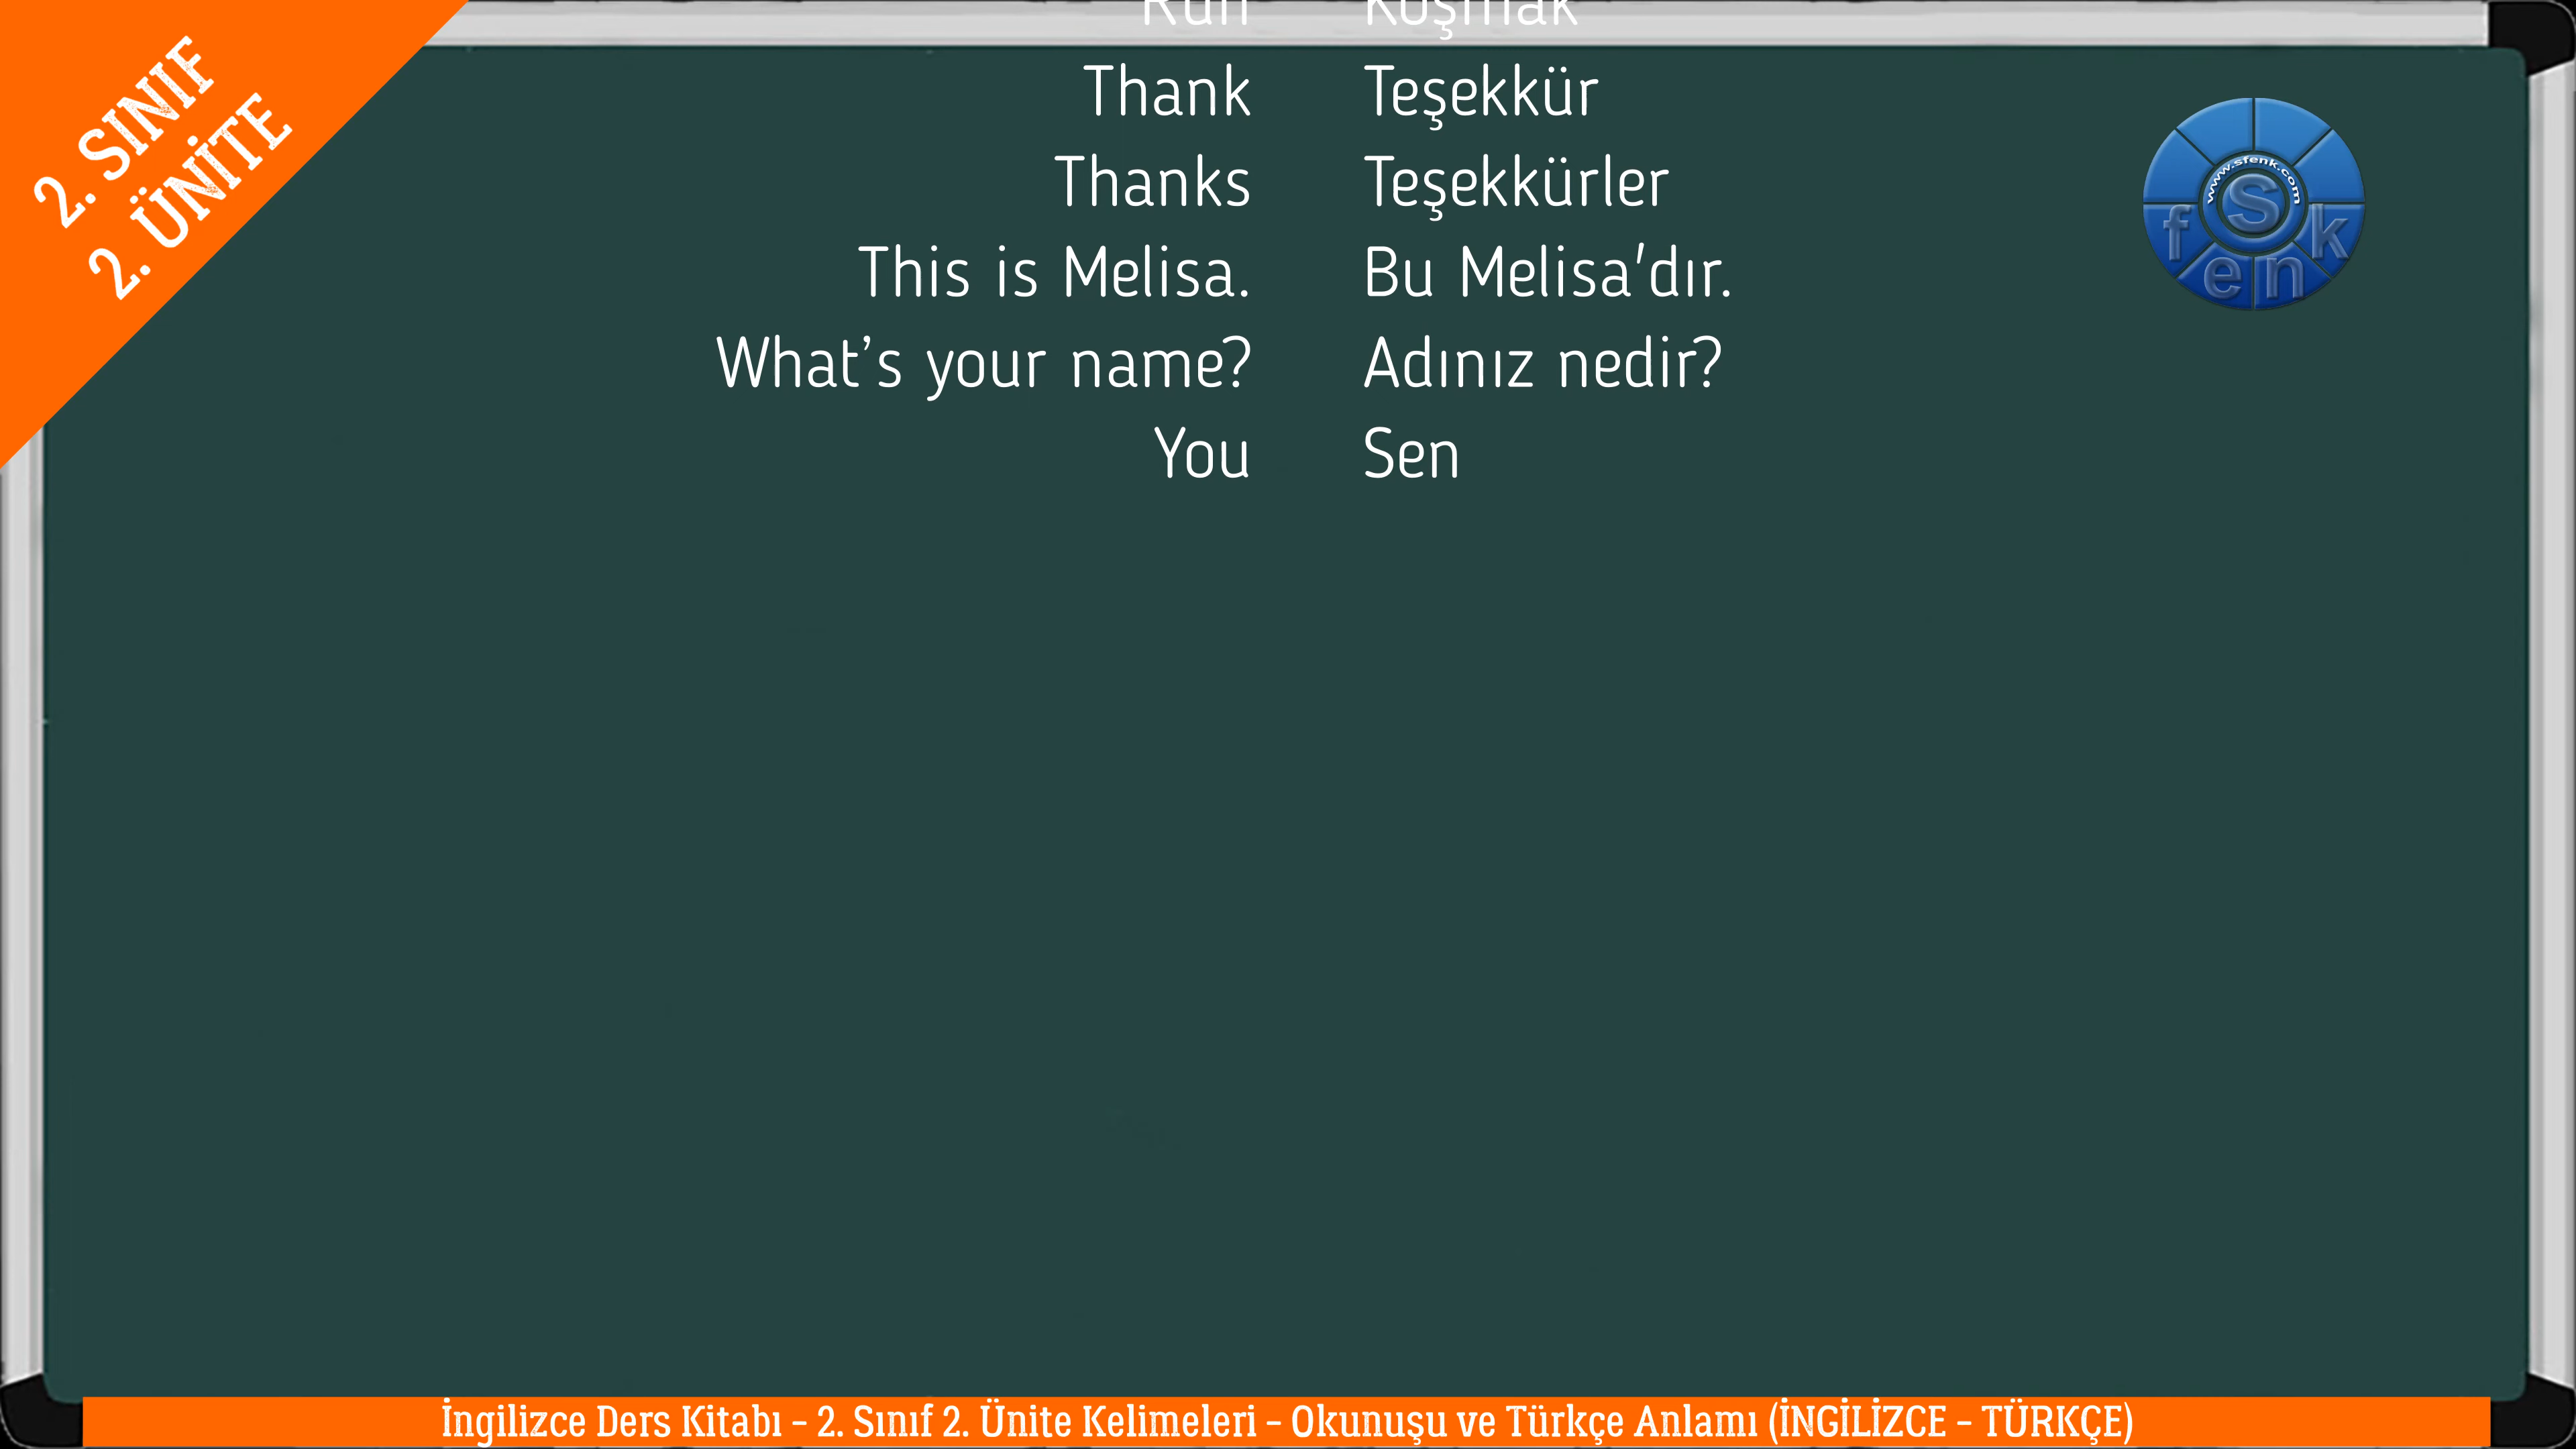 2. SINIF
2. ÜNİTE
Run Koşmak
Thank Teşekkür
Thanks Teşekkürler
This is Melisa. Bu Melisa'dır.
What's your name? Adınız nedir?
You Sen
www.sfenk.com
S f e n k
İngilizce Ders Kitabı - 2. Sınıf 2. Ünite Kelimeleri - Okunuşu ve Türkçe Anlamı (İNGİLİZCE - TÜRKÇE)